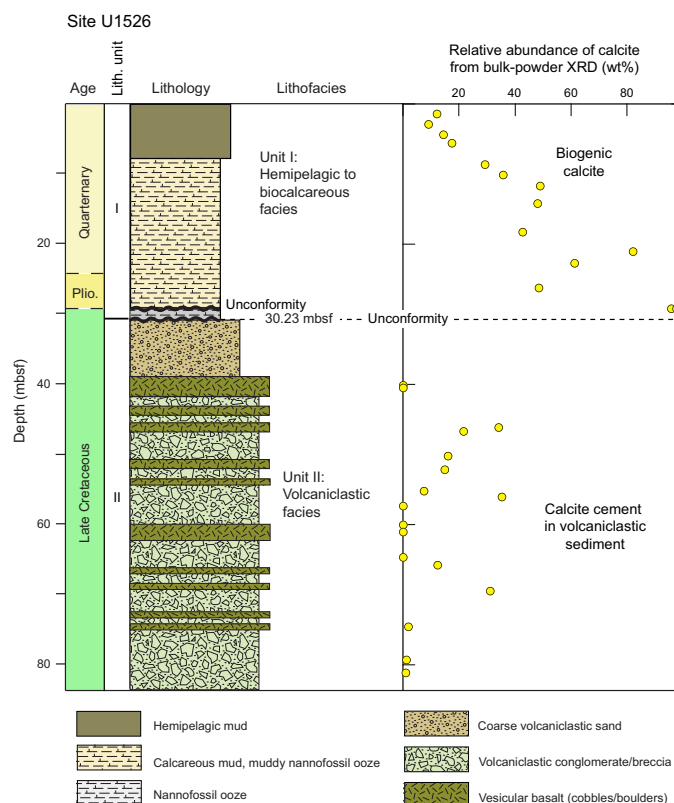 Site U1526
Relative abundance of calcite
from bulk-powder XRD (wt%)
Age
Lith. unit
Lithology
Lithofacies
20
40
60
80
Quarternary
Plio.
Late Cretaceous
I
II
Unit I:
Hemipelagic to
biocalcareous
facies
Biogenic
calcite
Unconformity
30.23 mbsf
Unconformity
Depth (mbsf)
20
40
60
80
Unit II:
Volcaniclastic
facies
Calcite cement
in volcaniclastic
sediment
Hemipelagic mud
Coarse volcaniclastic sand
Calcareous mud, muddy nannofossil ooze
Volcaniclastic conglomerate/breccia
Nannofossil ooze
Vesicular basalt (cobbles/boulders)